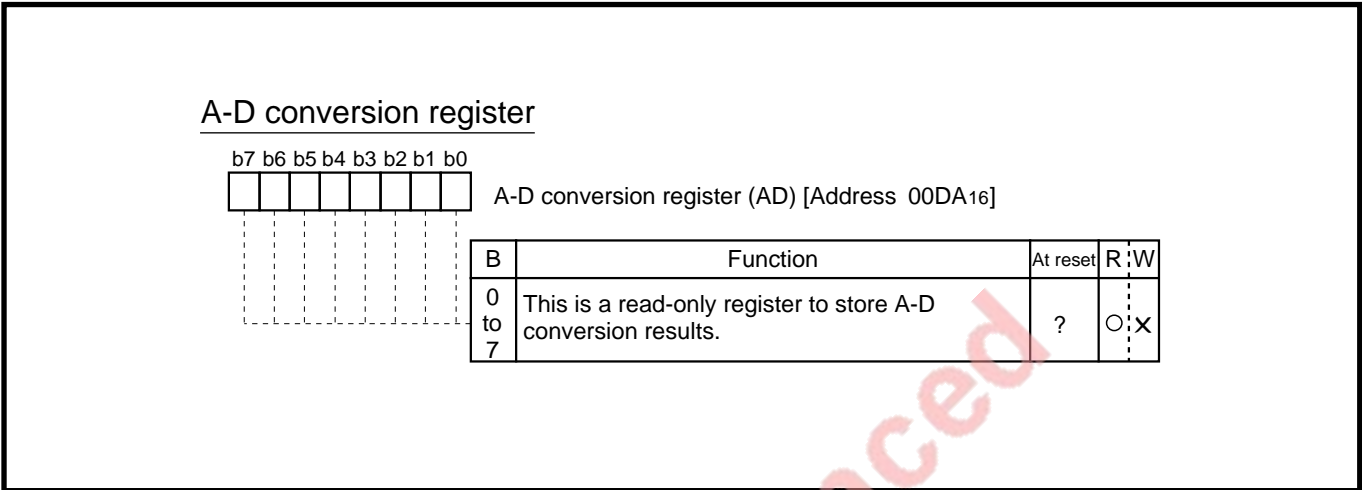 A-D conversion register
b7 b6 b5 b4 b3 b2 b1 b0
A-D conversion register (AD) [Address 00DA16]
B Function At reset R W
0 to 7 This is a read-only register to store A-D conversion results. ? ○ ×